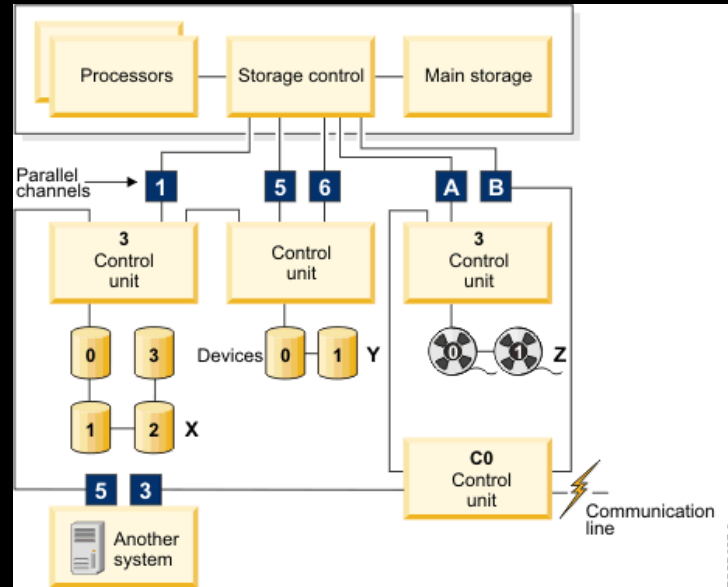 Processors
Storage control
Main storage
Parallel
channels
1
5
6
A
B
3
Control
unit
Control
unit
3
Control
unit
0
3
1
2
X
Devices
0
1
Y
0
1
Z
5
3
Another
system
C0
Control
unit
Communication
line